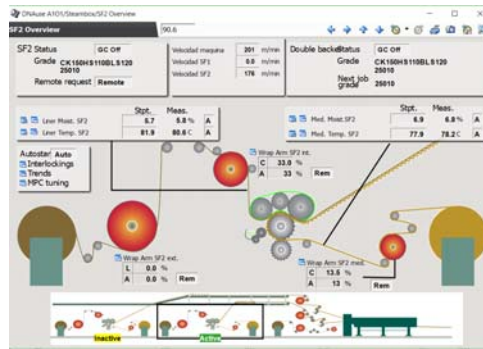 DNAuse A1O1/Steambox/SF2 Overview
SF2 Overview
90.6
SF2 Status GC Off
Grade CK150HS110BLS120
25010
Remote request Remote
Velocidad maquina 201 m/min
Velocidad SF1 0.0 m/min
Velocidad SF2 176 m/min
Double backer Status GC Off
Grade CK150HS110BLS120
25010
Next job grade 25010
Stpt. Meas.
Liner Moist. SF2 5.7 5.8 % A
Liner Temp. SF2 81.9 80.6 C A
Stpt. Meas.
Med. Moist.SF2 6.9 6.8 % A
Med. Temp. SF2 77.9 78.2 C A
Autostart Auto
Interlockings
Trends
MPC tuning
Wrap Arm SF2 int.
C 33.0 %
A 33 % Rem
Wrap Arm SF2 ext.
L 0.0 %
A 0.0 % Rem
Wrap Arm SF2 med.
C 13.5 %
A 13 % Rem
Inactive
Active